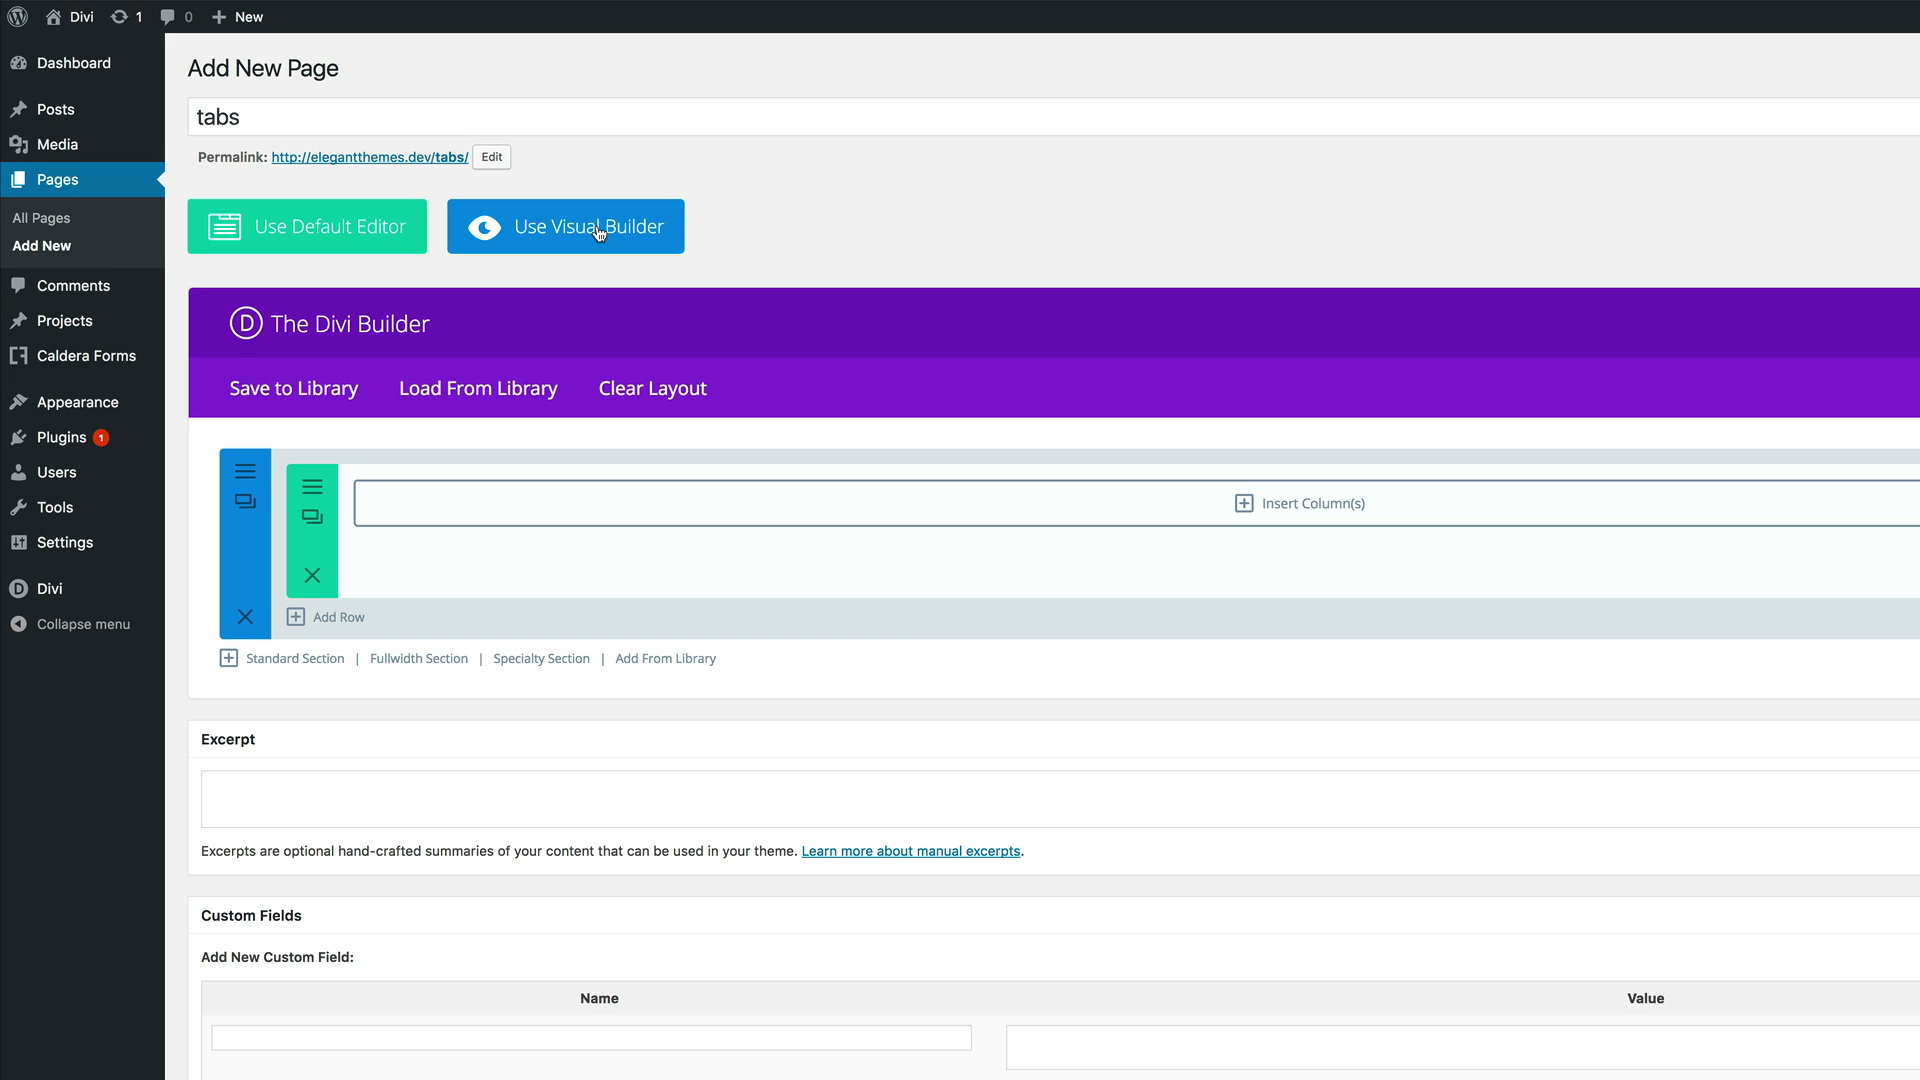 Divi 1 0 New
Dashboard
Posts
Media
Pages
All Pages
Add New
Comments
Projects
Caldera Forms
Appearance
Plugins 1
Users
Tools
Settings
Divi
Collapse menu
Add New Page
tabs
Permalink: http://elegantthemes.dev/tabs/ Edit
Use Default Editor Use Visual Builder
D The Divi Builder
Save to Library Load From Library Clear Layout
Insert Column(s)
Add Row
Standard Section | Fullwidth Section | Specialty Section | Add From Library
Excerpt
Excerpts are optional hand-crafted summaries of your content that can be used in your theme. Learn more about manual excerpts.
Custom Fields
Add New Custom Field:
Name Value